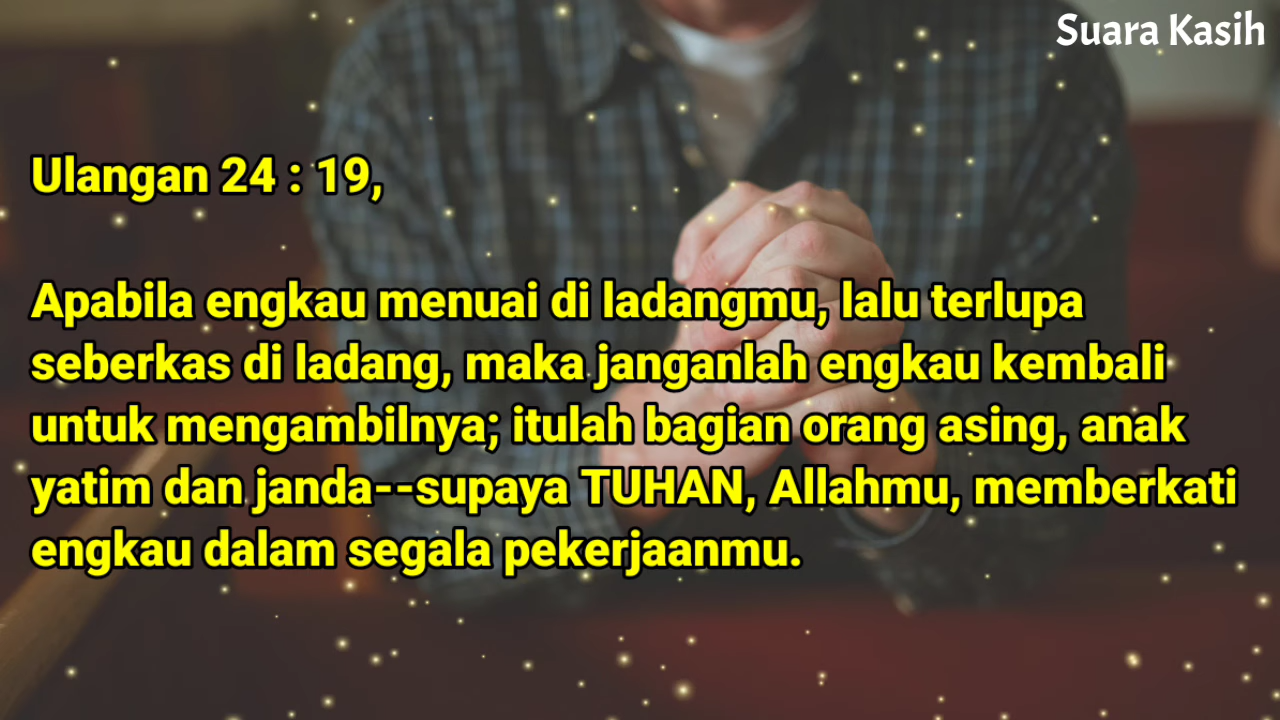 Suara Kasih
Ulangan 24 : 19,
Apabila engkau menuai di ladangmu, lalu terlupa
seberkas di ladang, maka janganlah engkau kembali
untuk mengambilnya; itulah bagian orang asing, anak
yatim dan janda--supaya TUHAN, Allahmu, memberkati
engkau dalam segala pekerjaanmu.